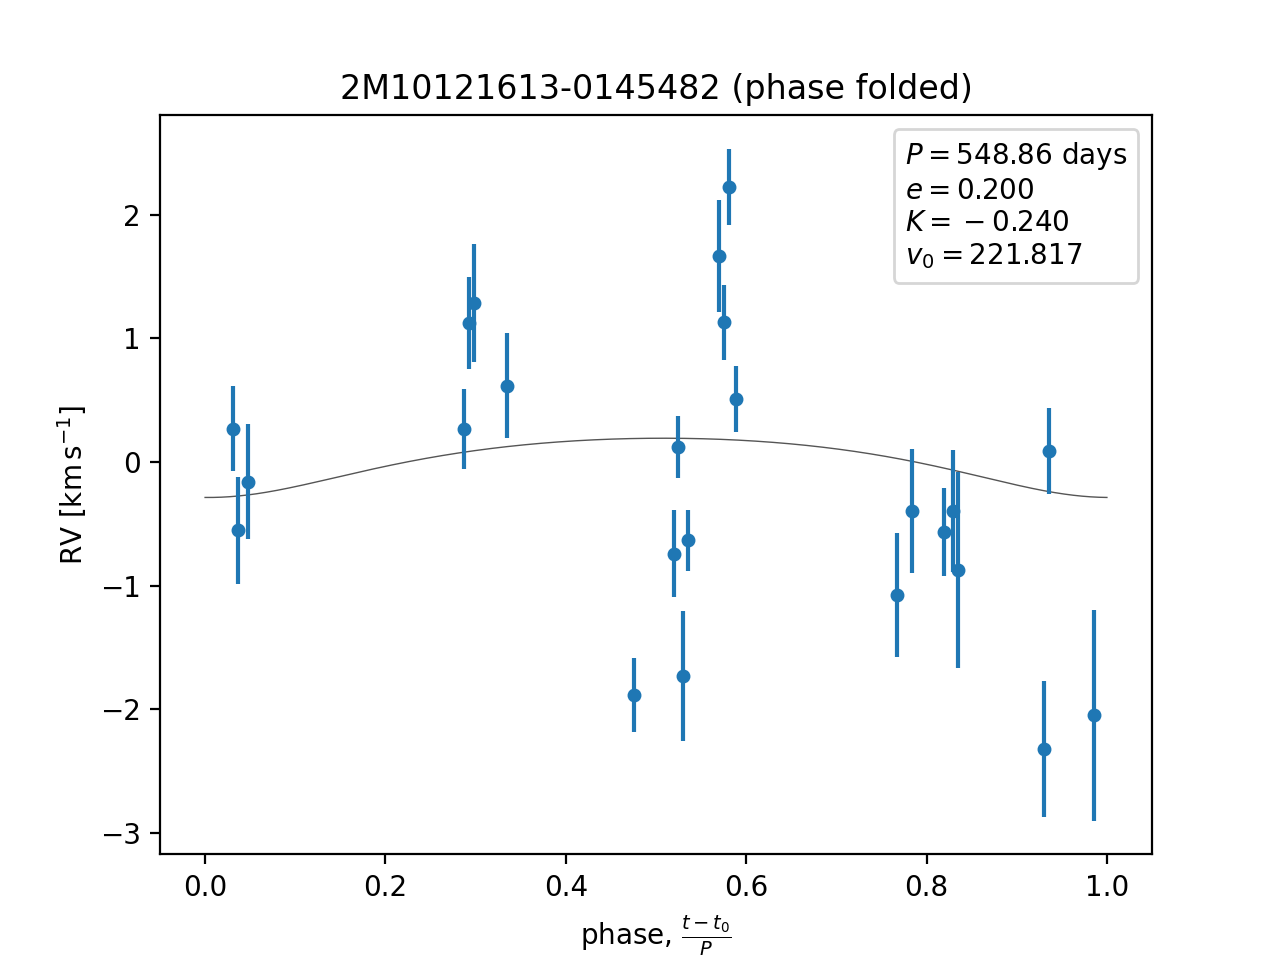 2M10121613-0145482 (phase folded)
P = 548.86 days
e = 0.200
K = −0.240
v₀ = 221.817
2
1
0
−1
−2
−3
RV [km s⁻¹]
0.0 0.2 0.4 0.6 0.8 1.0
phase, (t − t₀)/P